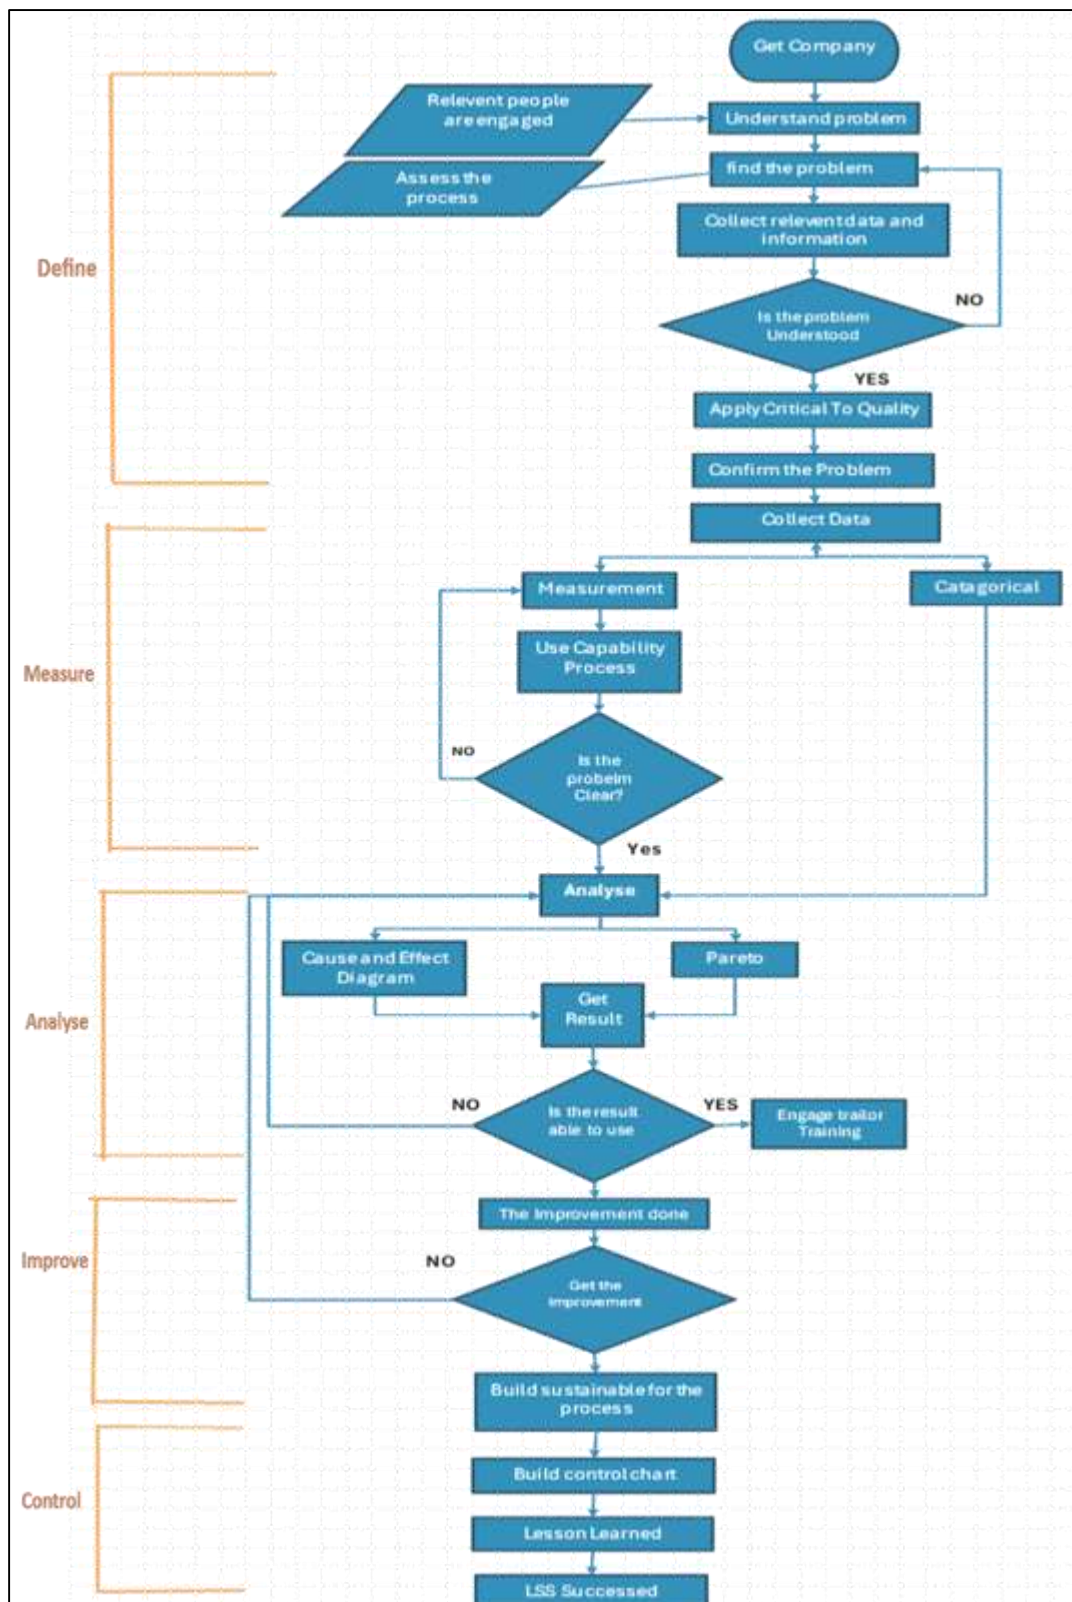 Get Company
Relevent people
are engaged
Understand problem
find the problem
Assess the
process
Collect relevent data and
information
Define
NO
Is the problem
Understood
YES
Apply Critical To Quality
Confirm the Problem
Collect Data
Measurement
Catagorical
Use Capability
Process
Measure
NO
Is the
probelm
Clear?
Yes
Analyse
Cause and Effect
Diagram
Pareto
Get
Result
Analyse
NO
YES
Is the result
able to use
Engage trailor
Training
The Improvement done
Improve
NO
Get the
Improvement
Build sustainable for the
process
Build control chart
Control
Lesson Learned
LSS Successed